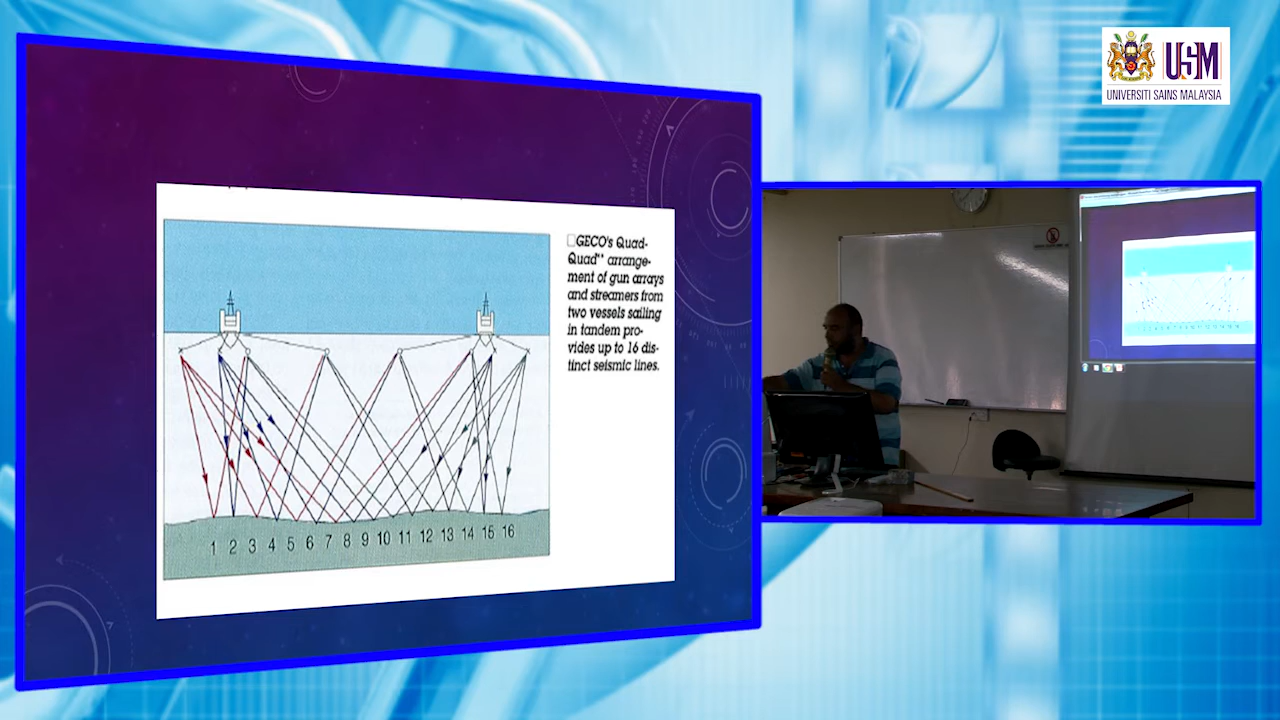 USM
UNIVERSITI SAINS MALAYSIA
GECO's Quad-
Quad** arrange-
ment of gun arrays
and streamers from
two vessels sailing
in tandem pro-
vides up to 16 dis-
tinct seismic lines.
1 2 3 4 5 6 7 8 9 10 11 12 13 14 15 16